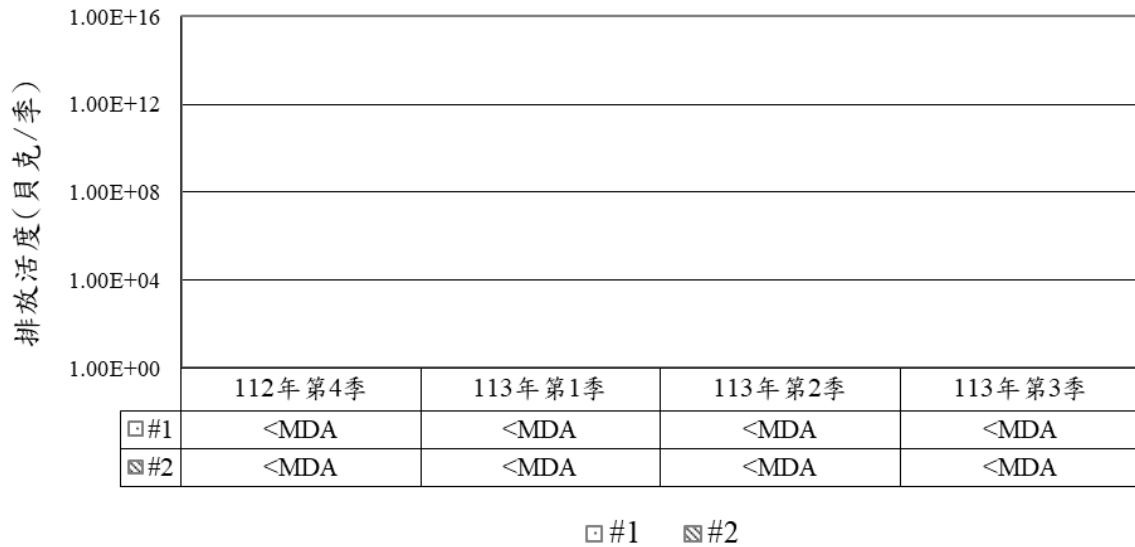 1.00E+16
1.00E+12
1.00E+08
1.00E+04
1.00E+00
排放活度(貝克/季)
112年第4季 113年第1季 113年第2季 113年第3季
#1 <MDA <MDA <MDA <MDA
#2 <MDA <MDA <MDA <MDA
#1 #2